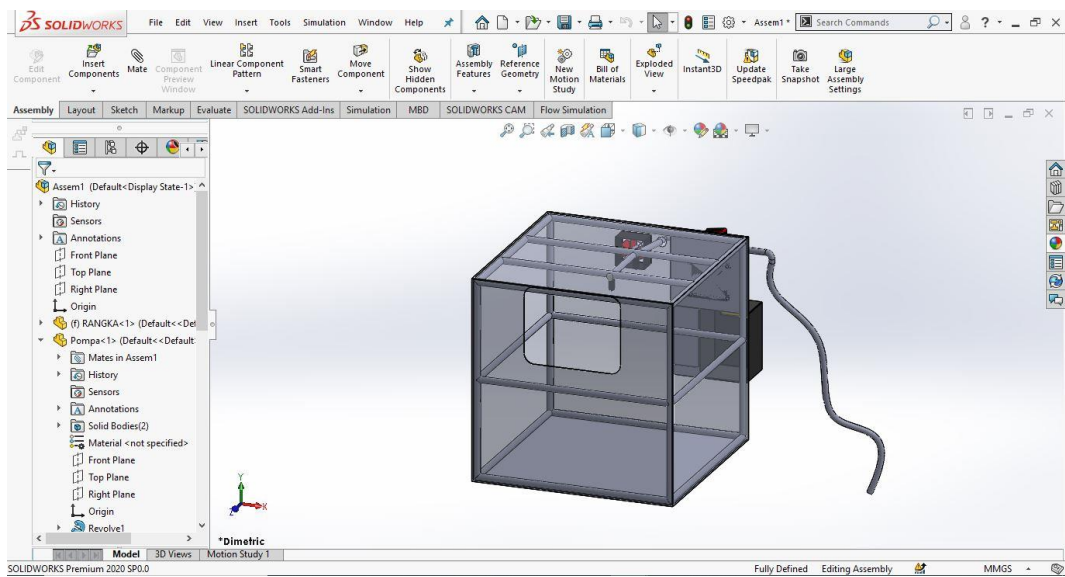 SOLIDWORKS File Edit View Insert Tools Simulation Window Help Assem1 * Search Commands ?
Edit Component
Insert Components
Mate
Component Preview Window
Linear Component Pattern
Smart Fasteners
Move Component
Show Hidden Components
Assembly Features
Reference Geometry
New Motion Study
Bill of Materials
Exploded View
Instant3D
Update Speedpak
Take Snapshot
Large Assembly Settings
Assembly Layout Sketch Markup Evaluate SOLIDWORKS Add-Ins Simulation MBD SOLIDWORKS CAM Flow Simulation
Assem1 (Default<Display State-1>
History
Sensors
Annotations
Front Plane
Top Plane
Right Plane
Origin
(f) RANGKA<1> (Default<<Def
Pompa<1> (Default<<Default
Mates in Assem1
History
Sensors
Annotations
Solid Bodies(2)
Material <not specified>
Front Plane
Top Plane
Right Plane
Origin
Revolve1
Y
X
Z
*Dimetric
Model 3D Views Motion Study 1
SOLIDWORKS Premium 2020 SP0.0 Fully Defined Editing Assembly MMGS